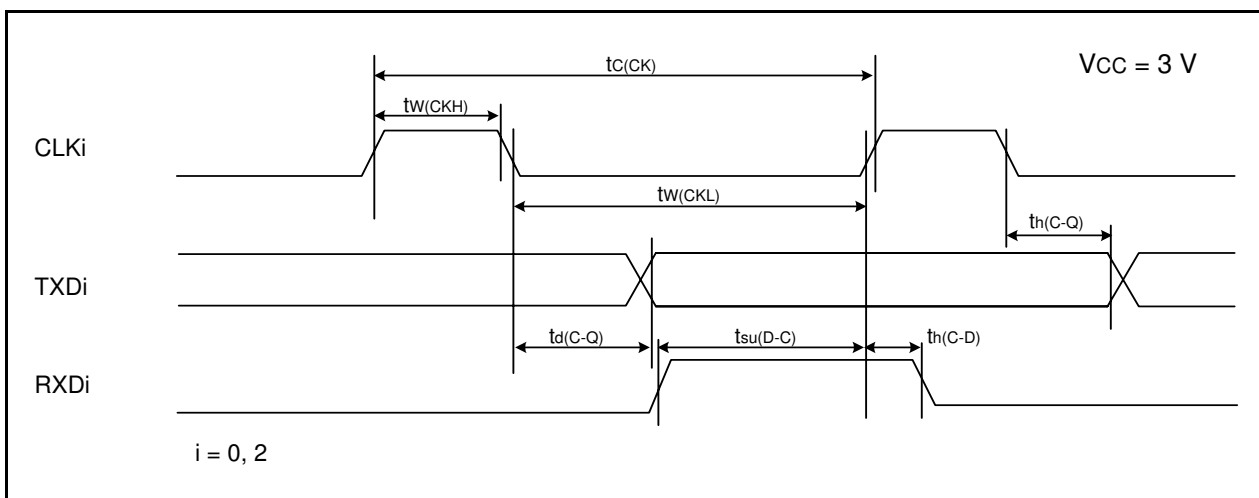 tC(CK)
VCC = 3 V
tW(CKH)
CLKi
tW(CKL)
th(C-Q)
TXDi
td(C-Q)
tsu(D-C)
th(C-D)
RXDi
i = 0, 2